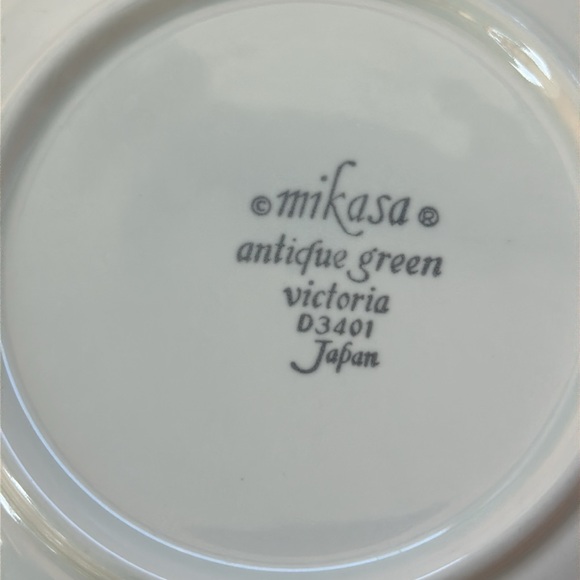 ©mikasa®
antique green
victoria
D3401
Japan